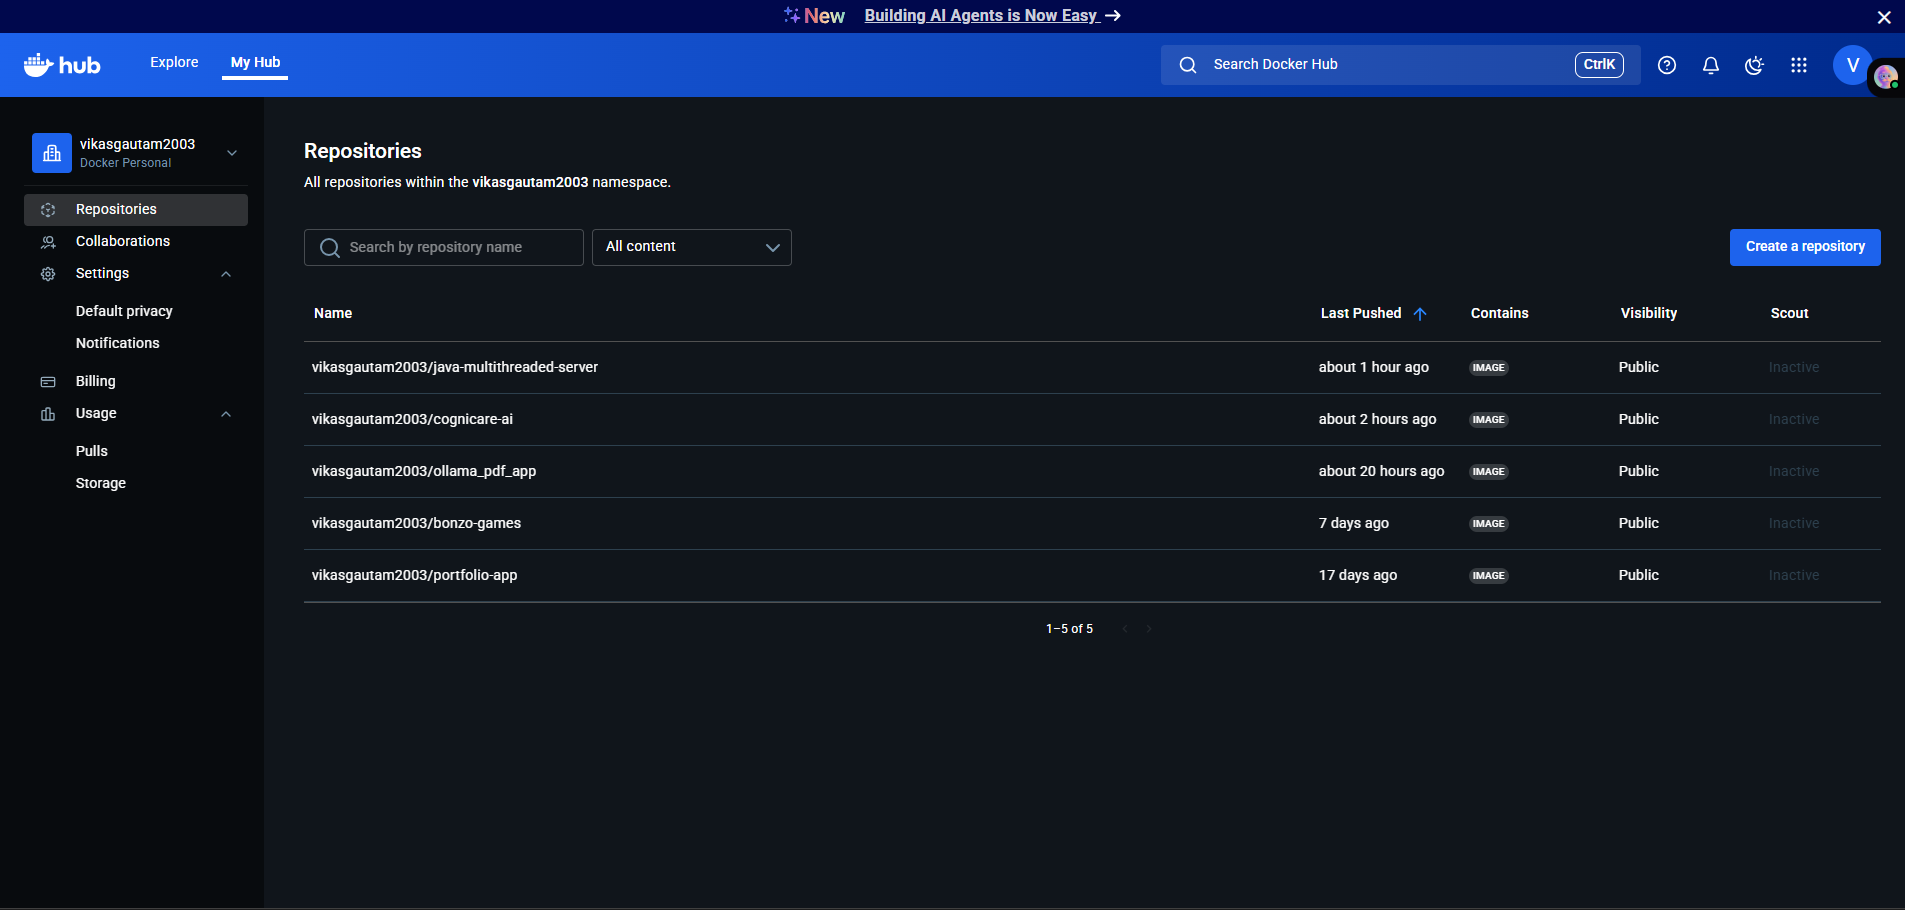 New Building AI Agents is Now Easy
hub Explore My Hub Search Docker Hub CtrlK V
vikasgautam2003
Docker Personal
Repositories
Collaborations
Settings
Default privacy
Notifications
Billing
Usage
Pulls
Storage
Repositories
All repositories within the vikasgautam2003 namespace.
Search by repository name All content Create a repository
Name Last Pushed Contains Visibility Scout
vikasgautam2003/java-multithreaded-server about 1 hour ago IMAGE Public Inactive
vikasgautam2003/cognicare-ai about 2 hours ago IMAGE Public Inactive
vikasgautam2003/ollama_pdf_app about 20 hours ago IMAGE Public Inactive
vikasgautam2003/bonzo-games 7 days ago IMAGE Public Inactive
vikasgautam2003/portfolio-app 17 days ago IMAGE Public Inactive
1–5 of 5